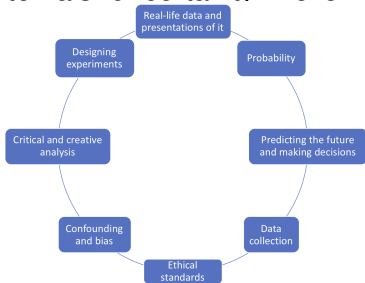 Real-life data and
presentations of it
Probability
Predicting the future
and making decisions
Data
collection
Ethical
standards
Confounding
and bias
Critical and creative
analysis
Designing
experiments